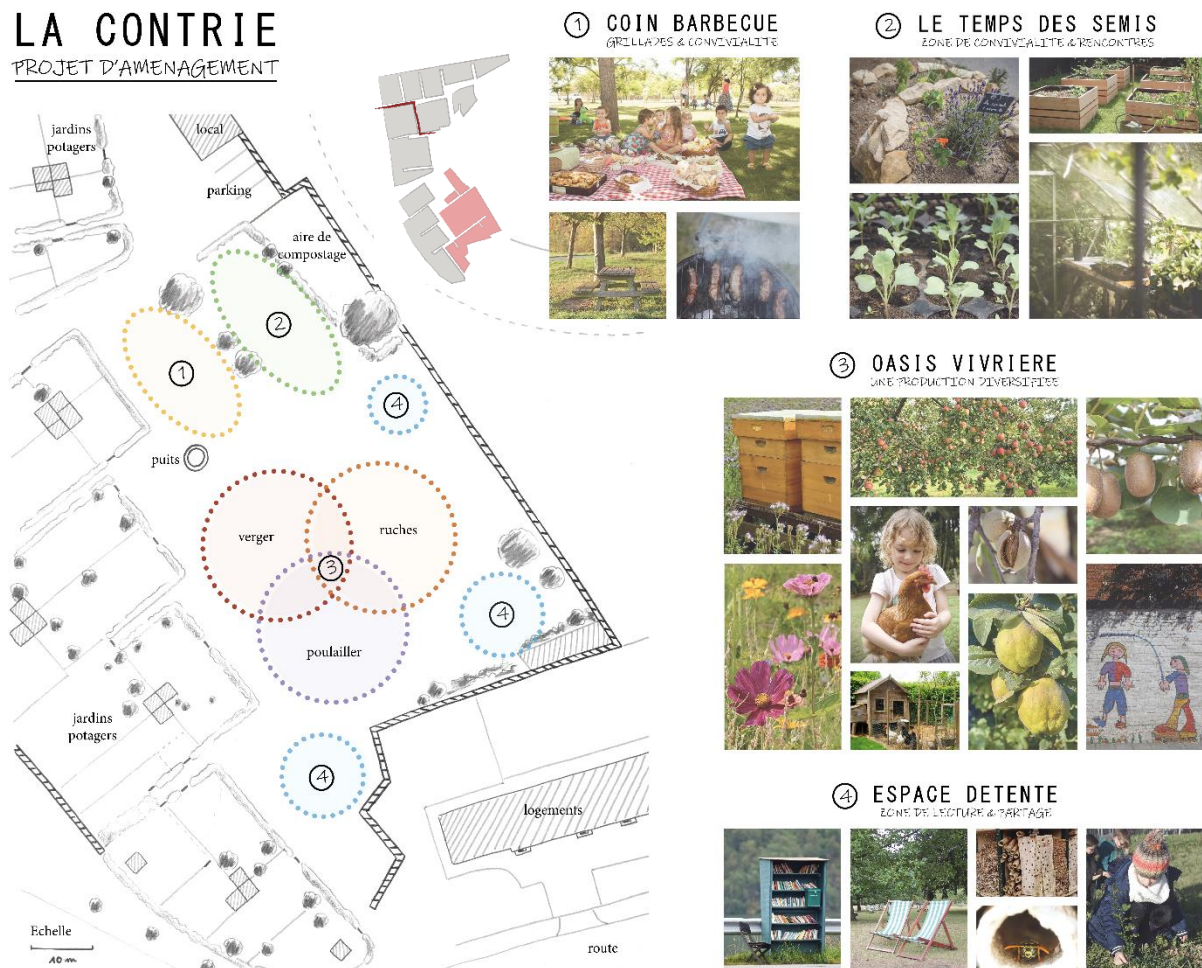 LA CONTRIE
PROJET D'AMENAGEMENT
1 COIN BARBECUE
GRILLADES & CONVIVIALITE
2 LE TEMPS DES SEMIS
ZONE DE CONVIVIALITE & RENCONTRES
jardins
potagers
local
parking
aire de
compostage
2
1
4
puits
verger
ruches
3
4
poulailler
jardins
potagers
4
logements
route
Echelle
10 m
3 OASIS VIVRIERE
UNE PRODUCTION DIVERSIFIEE
4 ESPACE DETENTE
ZONE DE LECTURE & PARTAGE